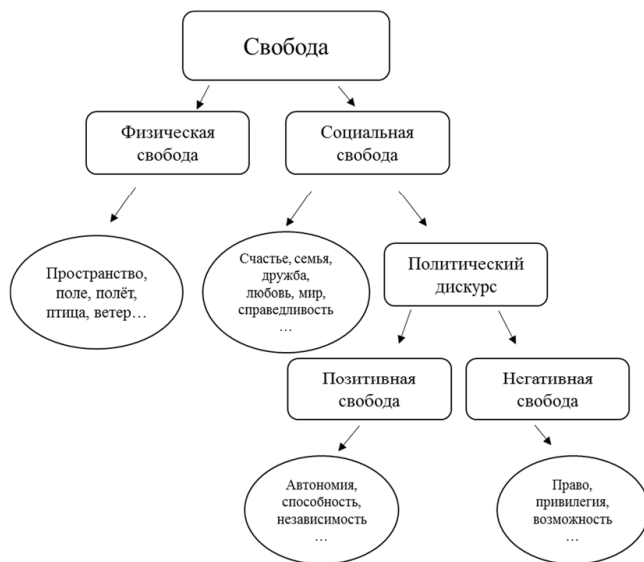 Свобода
Физическая
свобода
Социальная
свобода
Пространство,
поле, полёт,
птица, ветер…
Счастье, семья,
дружба,
любовь, мир,
справедливость
…
Политический
дискурс
Позитивная
свобода
Негативная
свобода
Автономия,
способность,
независимость
…
Право,
привилегия,
возможность
…